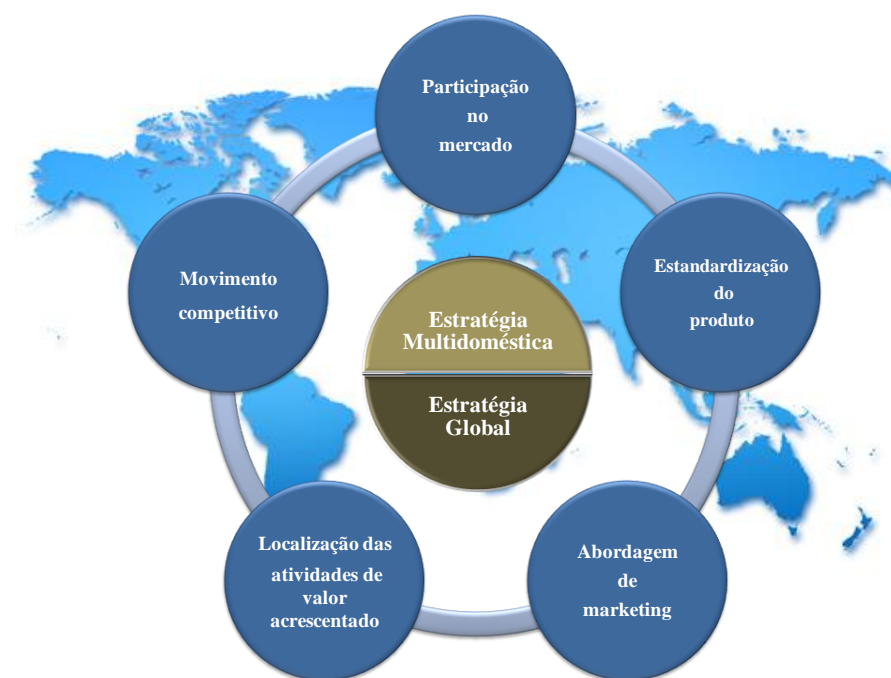 Participação
no
mercado
Estandardização
do
produto
Abordagem
de
marketing
Localização das
atividades de
valor
acrescentado
Movimento
competitivo
Estratégia
Multidoméstica
Estratégia
Global